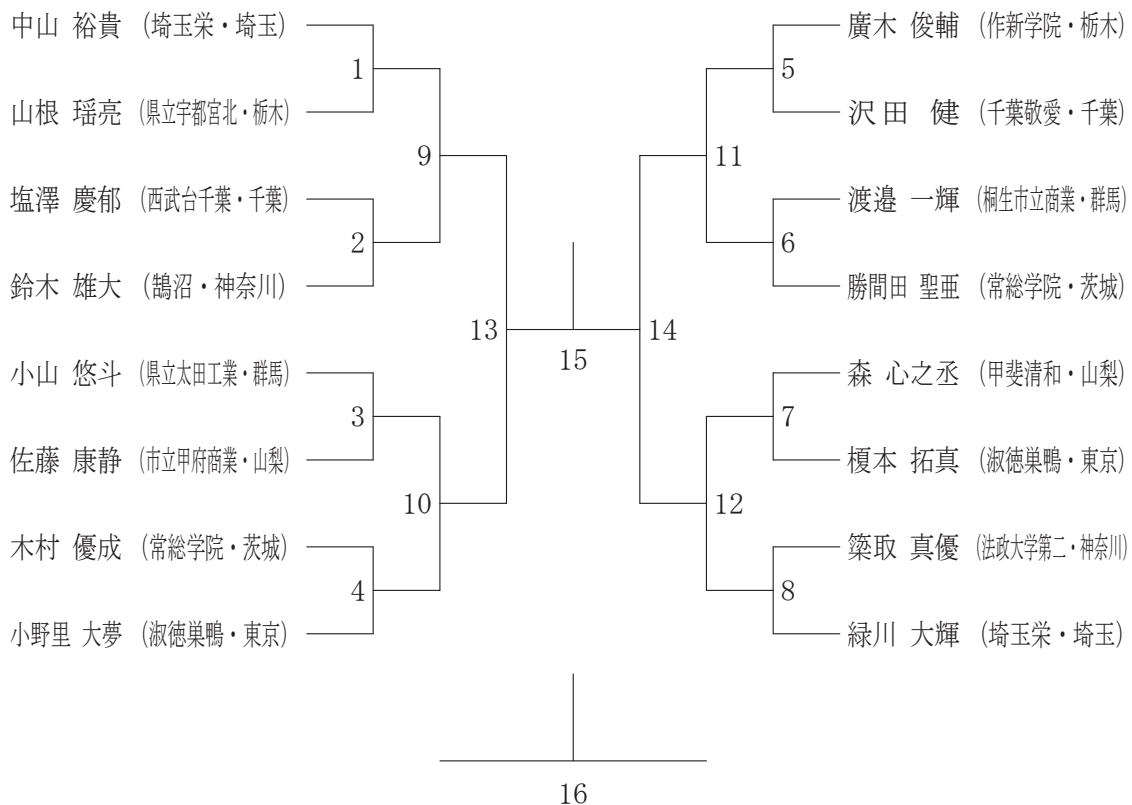 中山 裕貴 (埼玉栄・埼玉)
1
山根 瑶亮 (県立宇都宮北・栃木)
9
塩澤 慶郁 (西武台千葉・千葉)
2
鈴木 雄大 (鵠沼・神奈川)
13
小山 悠斗 (県立太田工業・群馬)
3
佐藤 康静 (市立甲府商業・山梨)
10
木村 優成 (常総学院・茨城)
4
小野里 大夢 (淑徳巣鴨・東京)
15
廣木 俊輔 (作新学院・栃木)
5
沢田 健 (千葉敬愛・千葉)
11
渡邉 一輝 (桐生市立商業・群馬)
6
勝間田 聖亜 (常総学院・茨城)
14
森 心之丞 (甲斐清和・山梨)
7
榎本 拓真 (淑徳巣鴨・東京)
12
簗取 真優 (法政大学第二・神奈川)
8
緑川 大輝 (埼玉栄・埼玉)
16